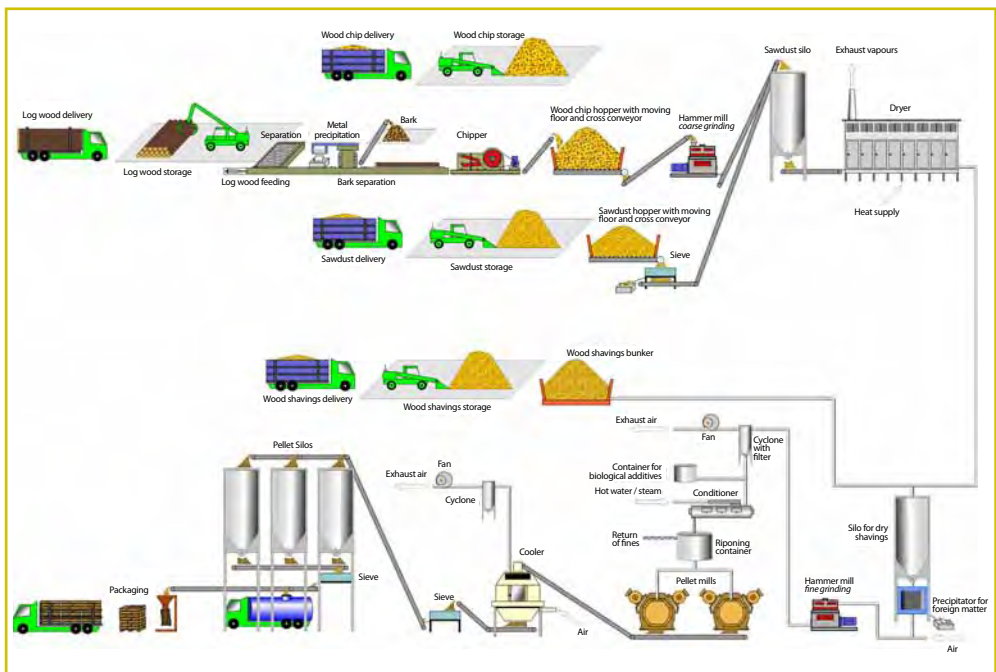 Wood chip delivery
Wood chip storage
Sawdust silo
Exhaust vapours
Log wood delivery
Separation
Metal
precipitation
Bark
Chipper
Wood chip hopper with moving
floor and cross conveyor
Hammer mill
coarse grinding
Dryer
Log wood storage
Log wood feeding
Bark separation
Heat supply
Sawdust hopper with moving
floor and cross conveyor
Sawdust delivery
Sawdust storage
Sieve
Wood shavings bunker
Wood shavings delivery
Wood shavings storage
Exhaust air
Fan
Cyclone
with
filter
Pellet Silos
Fan
Exhaust air
Cyclone
Container for
biological additives
Hot water / steam
Conditioner
Return
of fines
Riponing
container
Silo for dry
shavings
Cooler
Sieve
Packaging
Sieve
Pellet mills
Hammer mill
fine grinding
Precipitator for
foreign matter
Air
Air